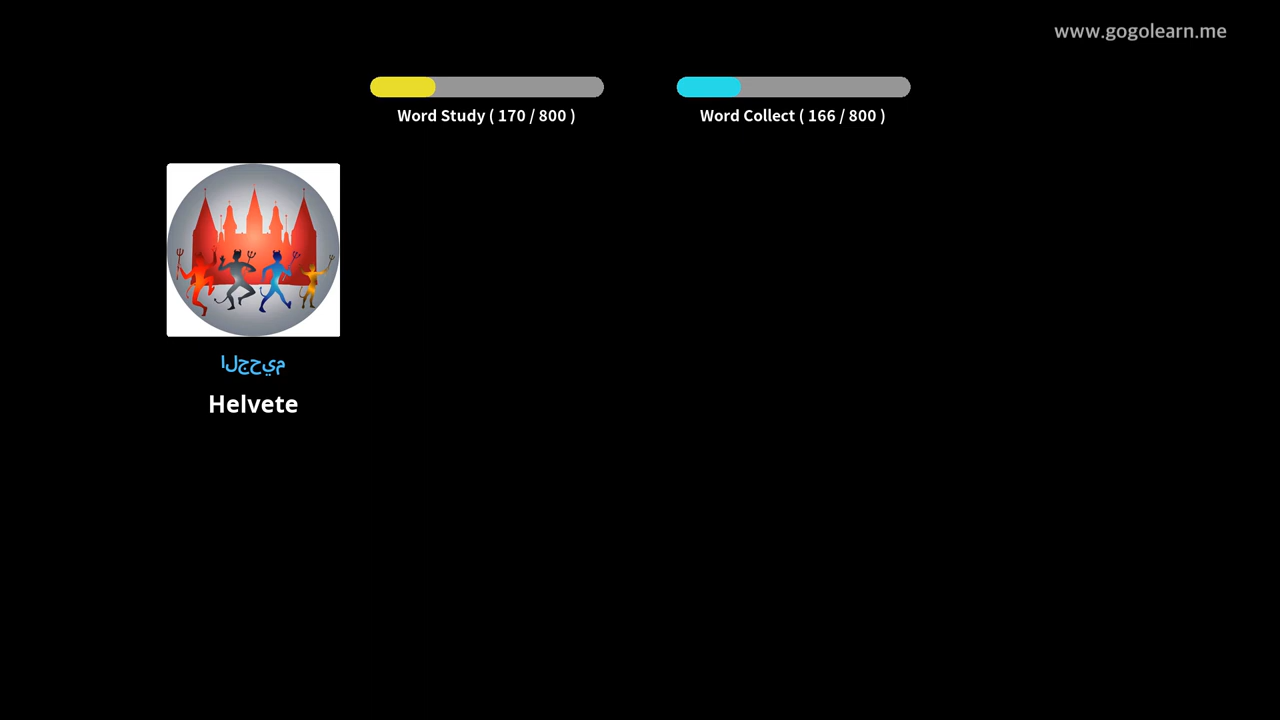 www.gogolearn.me
Word Study ( 170 / 800 )
Word Collect ( 166 / 800 )
الجحيم
Helvete